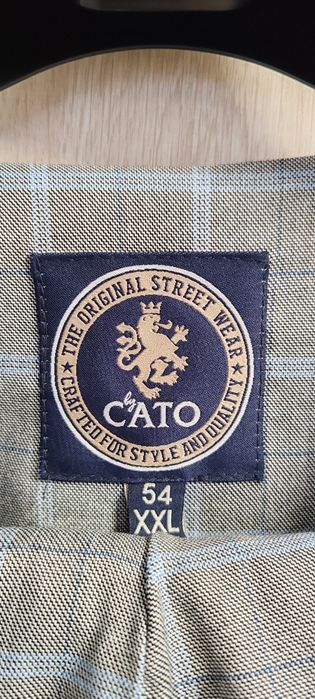 ★ THE ORIGINAL STREET WEAR ★
CRAFTED FOR STYLE AND QUALITY
by
CATO
54
XXL